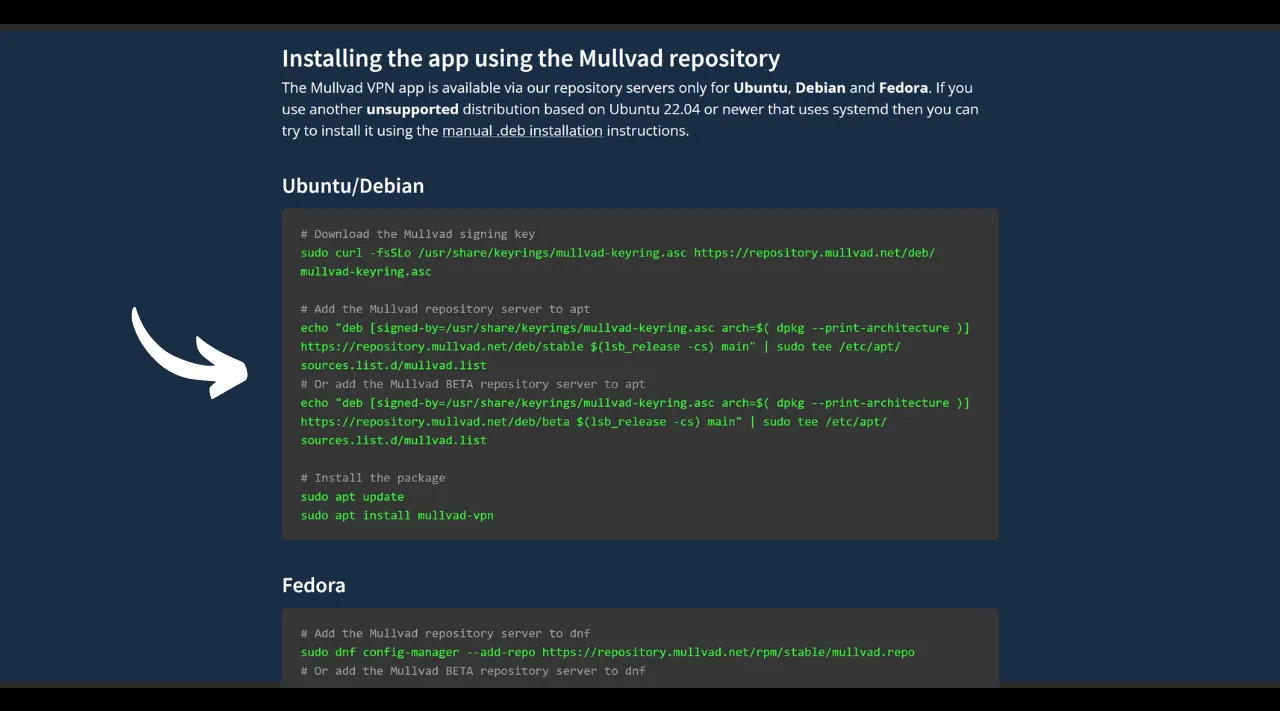 Installing the app using the Mullvad repository
The Mullvad VPN app is available via our repository servers only for Ubuntu, Debian and Fedora. If you
use another unsupported distribution based on Ubuntu 22.04 or newer that uses systemd then you can
try to install it using the manual .deb installation instructions.
Ubuntu/Debian
# Download the Mullvad signing key
sudo curl -fsSLo /usr/share/keyrings/mullvad-keyring.asc https://repository.mullvad.net/deb/
mullvad-keyring.asc
# Add the Mullvad repository server to apt
echo "deb [signed-by=/usr/share/keyrings/mullvad-keyring.asc arch=$( dpkg --print-architecture )]
https://repository.mullvad.net/deb/stable $(lsb_release -cs) main" | sudo tee /etc/apt/
sources.list.d/mullvad.list
# Or add the Mullvad BETA repository server to apt
echo "deb [signed-by=/usr/share/keyrings/mullvad-keyring.asc arch=$( dpkg --print-architecture )]
https://repository.mullvad.net/deb/beta $(lsb_release -cs) main" | sudo tee /etc/apt/
sources.list.d/mullvad.list
# Install the package
sudo apt update
sudo apt install mullvad-vpn
Fedora
# Add the Mullvad repository server to dnf
sudo dnf config-manager --add-repo https://repository.mullvad.net/rpm/stable/mullvad.repo
# Or add the Mullvad BETA repository server to dnf